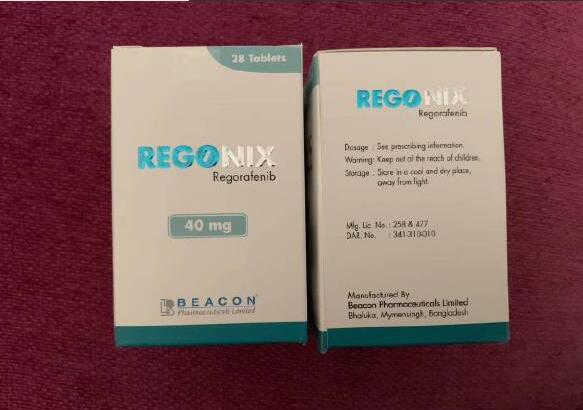 28 Tablets
REGONIX
Regorafenib
40 mg
BEACON
Pharmaceuticals Limited
REGONIX
Regorafenib
Dosage : See prescribing information.
Warning: Keep out of the reach of children.
Storage : Store in a cool and dry place,
away from light.
Mfg. Lic. No. : 258 & 477
DAR. No. : 341-310-010
Manufactured By
Beacon Pharmaceuticals Limited
Bhaluka, Mymensingh, Bangladesh